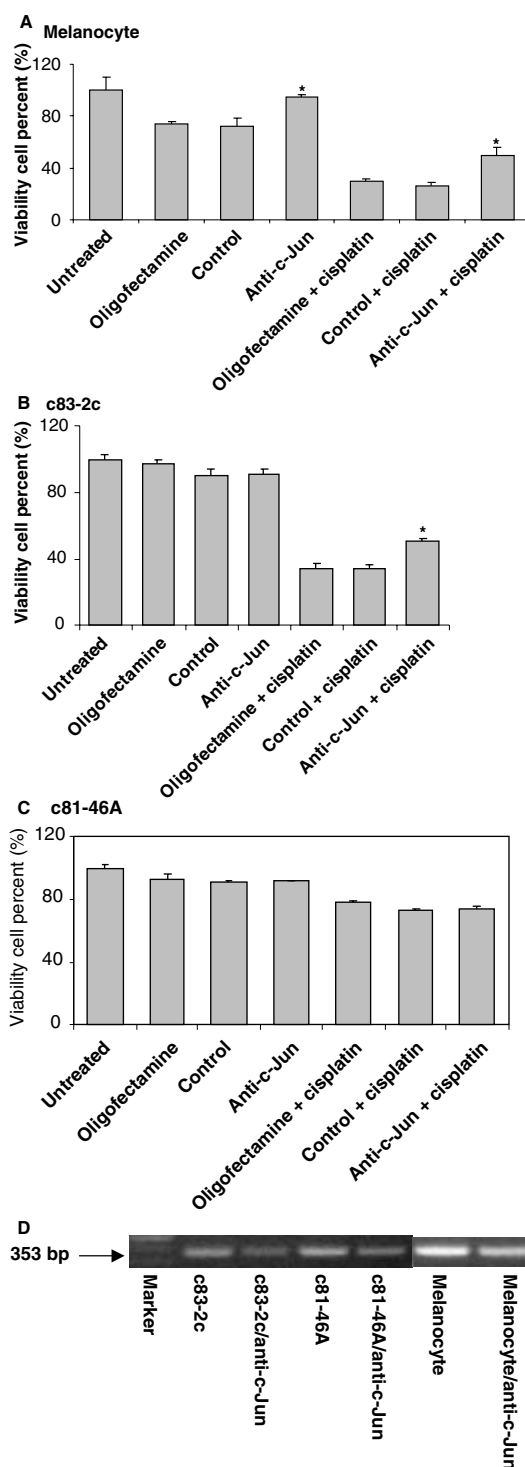 A Melanocyte
Viability cell percent (%)
120
80
40
0
*
*
Untreated
Oligofectamine
Control
Anti-c-Jun
Oligofectamine + cisplatin
Control + cisplatin
Anti-c-Jun + cisplatin
B c83-2c
Viability cell percent (%)
120
80
40
0
*
Untreated
Oligofectamine
Control
Anti-c-Jun
Oligofectamine + cisplatin
Control + cisplatin
Anti-c-Jun + cisplatin
C c81-46A
Viability cell percent (%)
120
80
40
0
Untreated
Oligofectamine
Control
Anti-c-Jun
Oligofectamine + cisplatin
Control + cisplatin
Anti-c-Jun + cisplatin
D
353 bp
Marker
c83-2c
c83-2c/anti-c-Jun
c81-46A
c81-46A/anti-c-Jun
Melanocyte
Melanocyte/anti-c-Jun